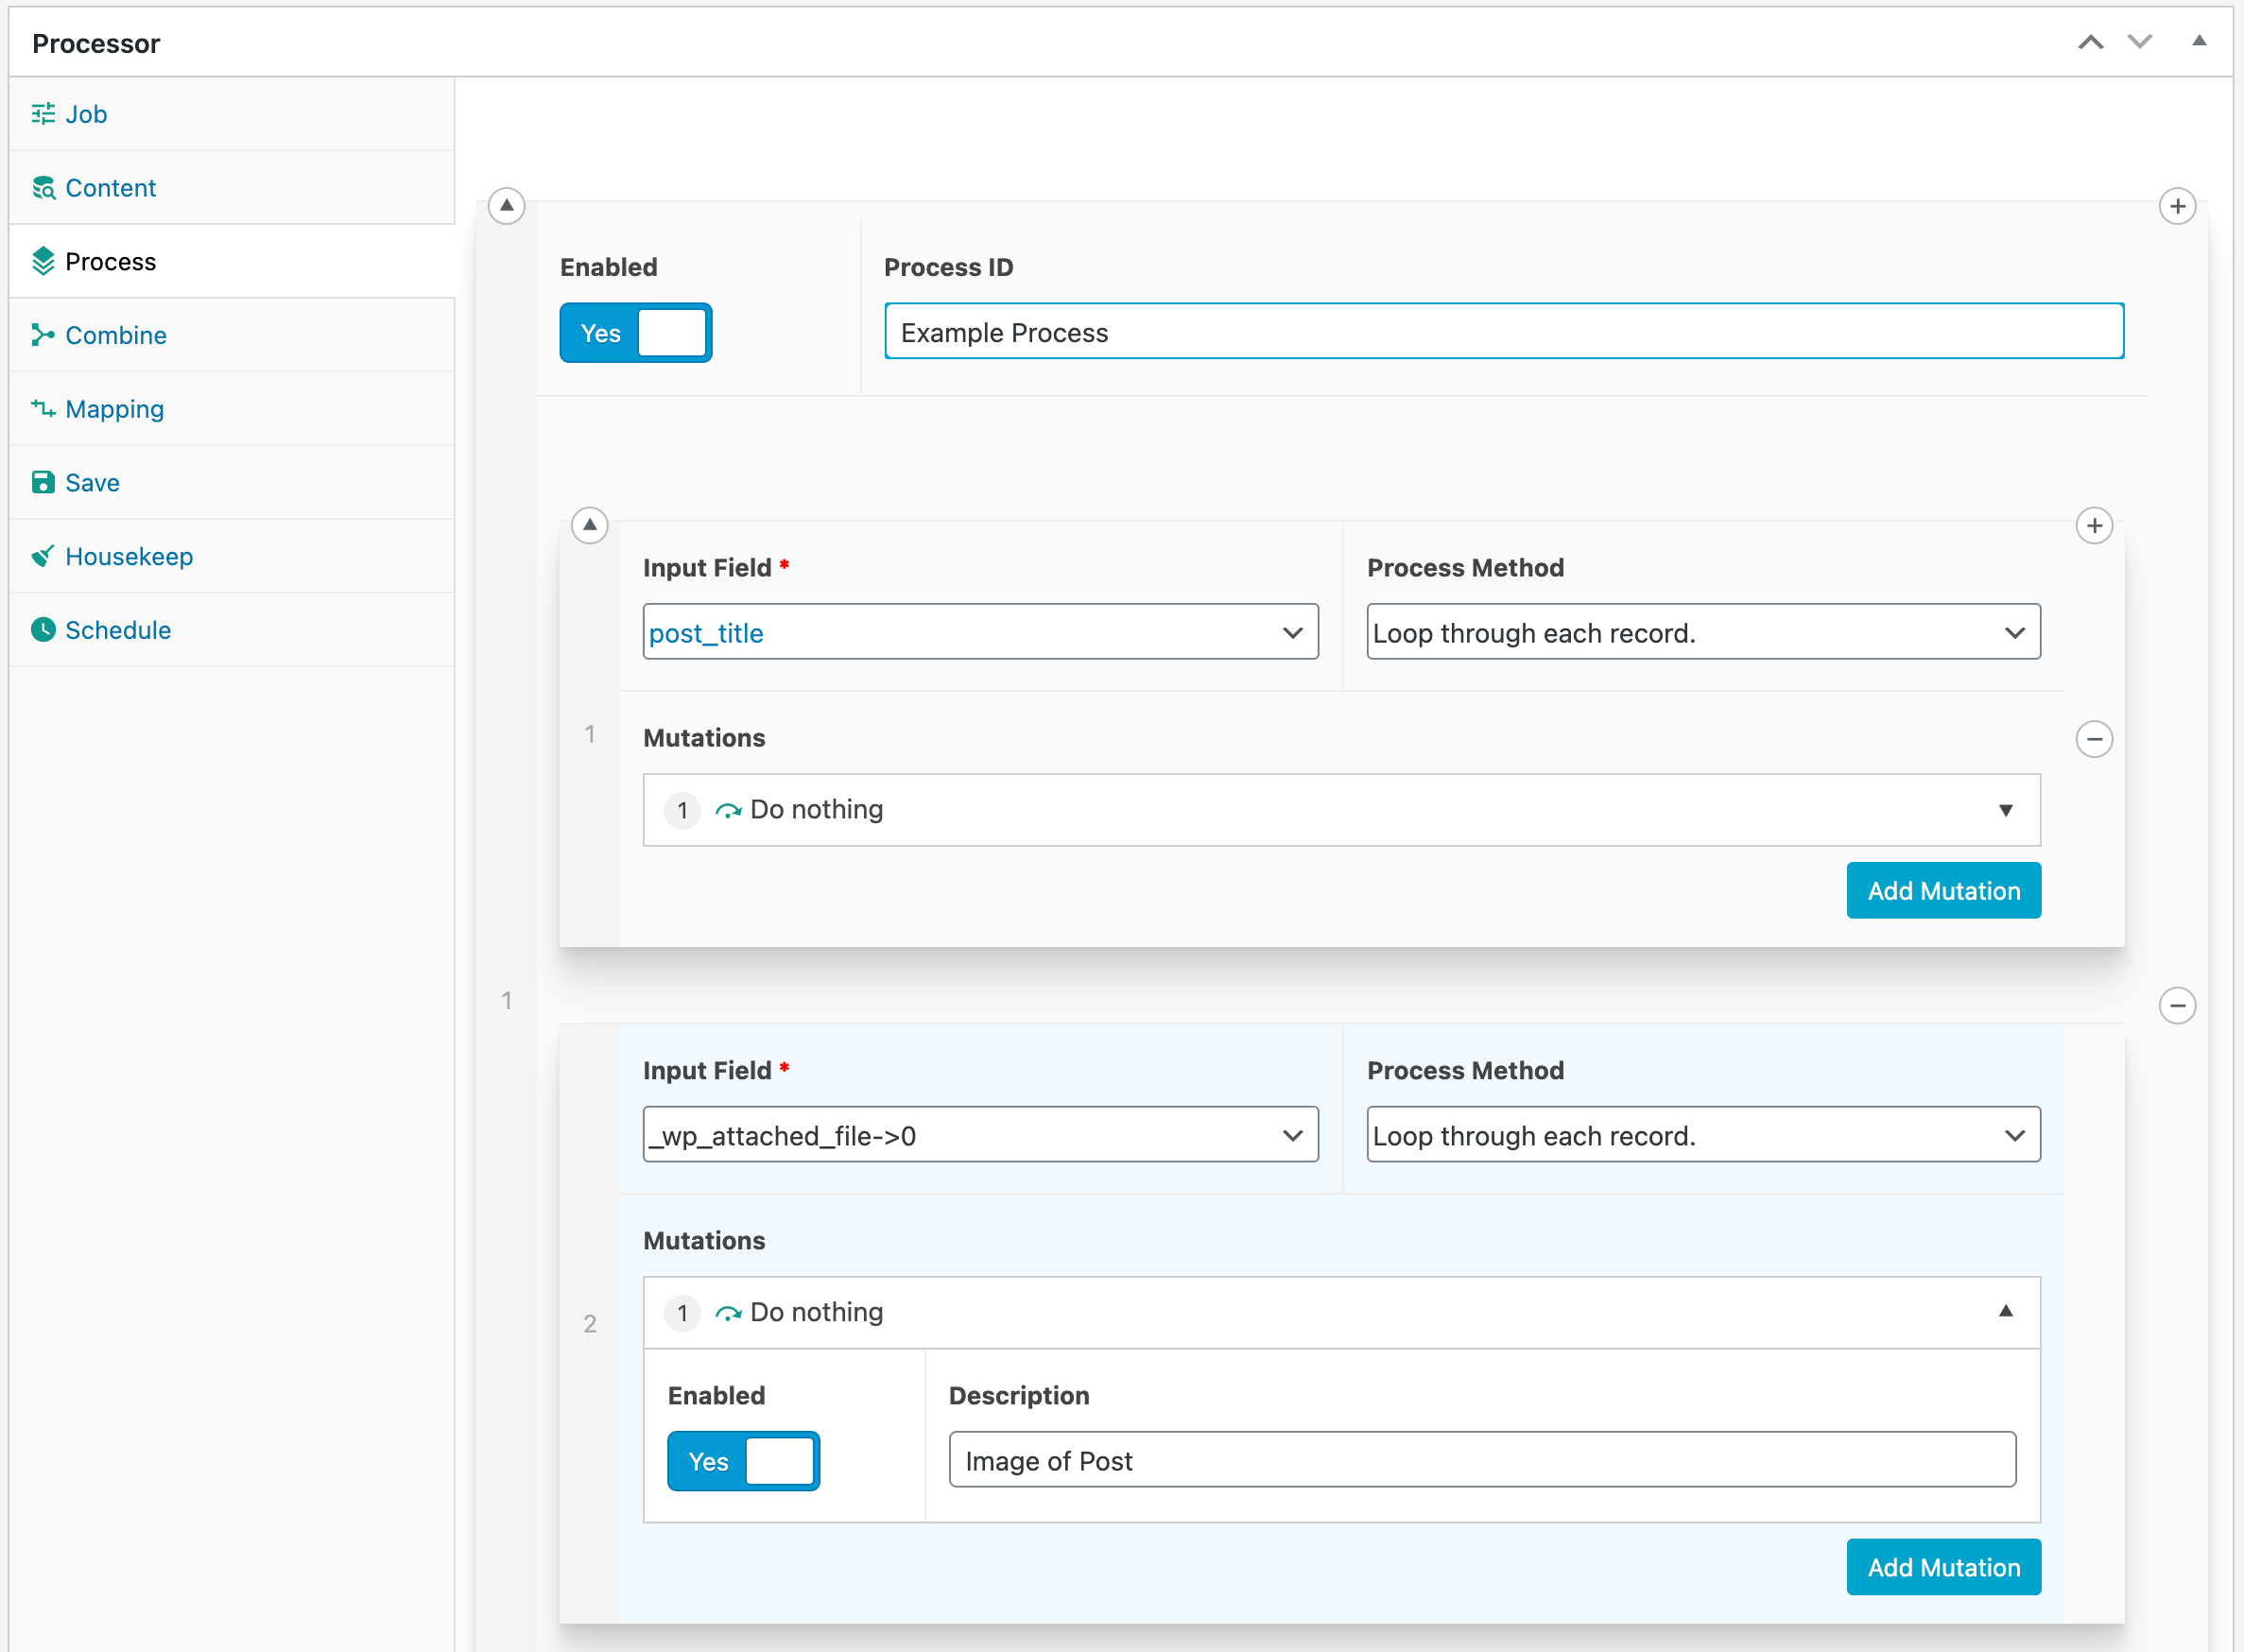 Processor
Job
Content
Process
Combine
Mapping
Save
Housekeep
Schedule
Enabled
Process ID
Yes
Example Process
Input Field *
Process Method
post_title
Loop through each record.
1
Mutations
1 Do nothing
Add Mutation
1
Input Field *
Process Method
_wp_attached_file->0
Loop through each record.
Mutations
1 Do nothing
2
Enabled
Description
Yes
Image of Post
Add Mutation